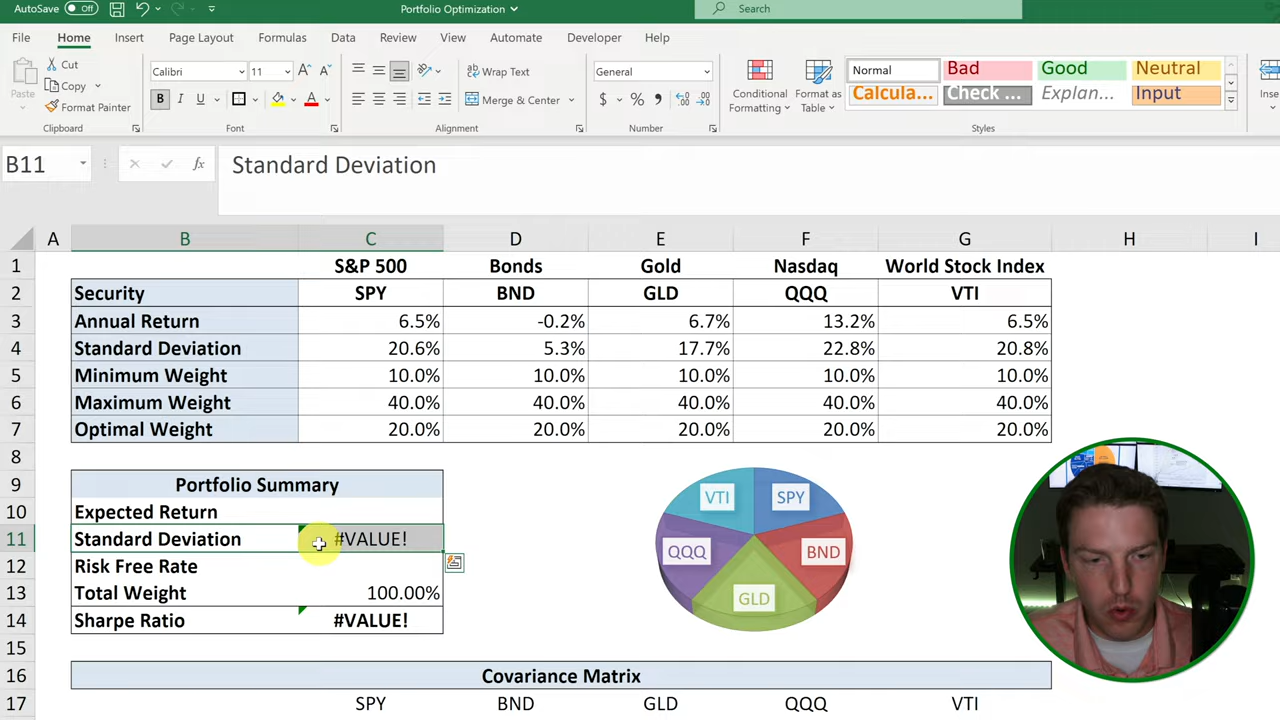 AutoSave Off Portfolio Optimization Search
File Home Insert Page Layout Formulas Data Review View Automate Developer Help
Paste Cut Copy Format Painter
Clipboard
Calibri 11
B I U
Font
Wrap Text
Merge & Center
Alignment
General
$ % 9
Number
Conditional Formatting
Format as Table
Normal Bad Good Neutral
Calcula... Check ... Explan... Input
Styles
B11 fx Standard Deviation
A B C D E F G H I
1 S&P 500 Bonds Gold Nasdaq World Stock Index
2 Security SPY BND GLD QQQ VTI
3 Annual Return 6.5% -0.2% 6.7% 13.2% 6.5%
4 Standard Deviation 20.6% 5.3% 17.7% 22.8% 20.8%
5 Minimum Weight 10.0% 10.0% 10.0% 10.0% 10.0%
6 Maximum Weight 40.0% 40.0% 40.0% 40.0% 40.0%
7 Optimal Weight 20.0% 20.0% 20.0% 20.0% 20.0%
8
9 Portfolio Summary
10 Expected Return
11 Standard Deviation #VALUE!
12 Risk Free Rate
13 Total Weight 100.00%
14 Sharpe Ratio #VALUE!
VTI SPY
QQQ BND
GLD
15
16 Covariance Matrix
17 SPY BND GLD QQQ VTI